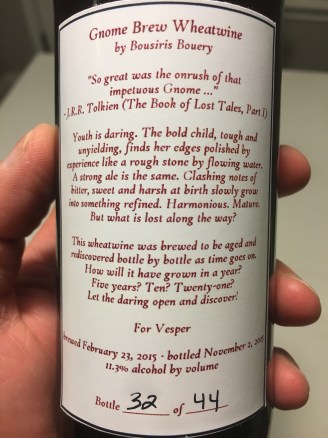 Gnome Brew Wheatwine
by Bousiris Bouery
"So great was the onrush of that
impetuous Gnome ..."
- J.R.R. Tolkien (The Book of Lost Tales, Part I)
Youth is daring. The bold child, tough and
unyielding, finds her edges polished by
experience like a rough stone by flowing water.
A strong ale is the same. Clashing notes of
bitter, sweet and harsh at birth slowly grow
into something refined. Harmonious. Mature.
But what is lost along the way?
This wheatwine was brewed to be aged and
rediscovered bottle by bottle as time goes on.
How will it have grown in a year?
Five years? Ten? Twenty-one?
Let the daring open and discover!
For Vesper
brewed February 23, 2015 · bottled November 2, 2015
11.3% alcohol by volume
Bottle 32 of 44